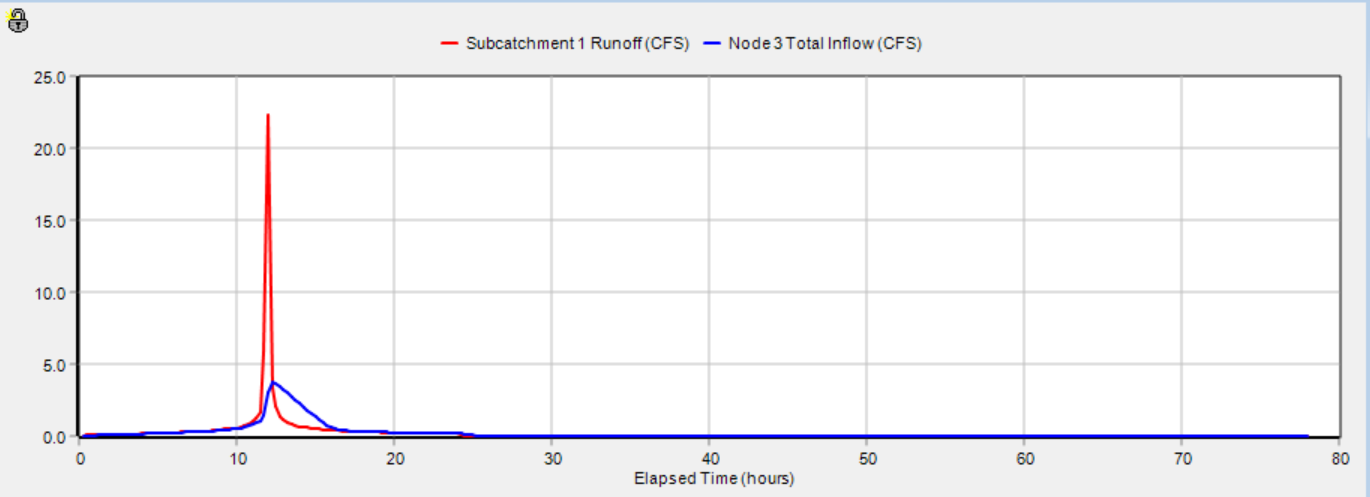 Subcatchment 1 Runoff (CFS) Node 3 Total Inflow (CFS)
25.0
20.0
15.0
10.0
5.0
0.0
0 10 20 30 40 50 60 70 80
Elapsed Time (hours)